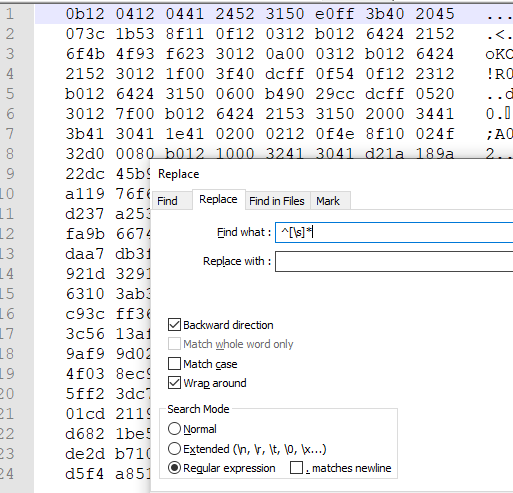 1 0b12 0412 0441 2452 3150 e0ff 3b40 2045 ...
2 073c 1b53 8f11 0f12 0312 b012 6424 2152 .<.
3 6f4b 4f93 f623 3012 0a00 0312 b012 6424 oKO
4 2152 3012 1f00 3f40 dcff 0f54 0f12 2312 !R0
5 b012 6424 3150 0600 b490 29cc dcff 0520 ..d
6 3012 7f00 b012 6424 2153 3150 2000 3441 0.
7 3b41 3041 1e41 0200 0212 0f4e 8f10 024f ;A0
8 32d0 0080 b012 1000 3241 3041 d21a 189a 2..
9 22dc 45b9
10 a119 76f6
11 d237 a253
12 fa9b 6674
13 daa7 db3f
14 921d 3291
15 6310 3ab3
16 c93c ff36
17 3c56 13af
18 9af9 9d02
19 4f03 8ec9
20 5ff2 3dc7
21 01cd 2119
22 d682 1be5
23 de2d b710
24 d5f4 a851
Replace
Find Replace Find in Files Mark
Find what : ^[\s]*
Replace with :
Backward direction
Match whole word only
Match case
Wrap around
Search Mode
Normal
Extended (\n, \r, \t, \0, \x...)
Regular expression . matches newline